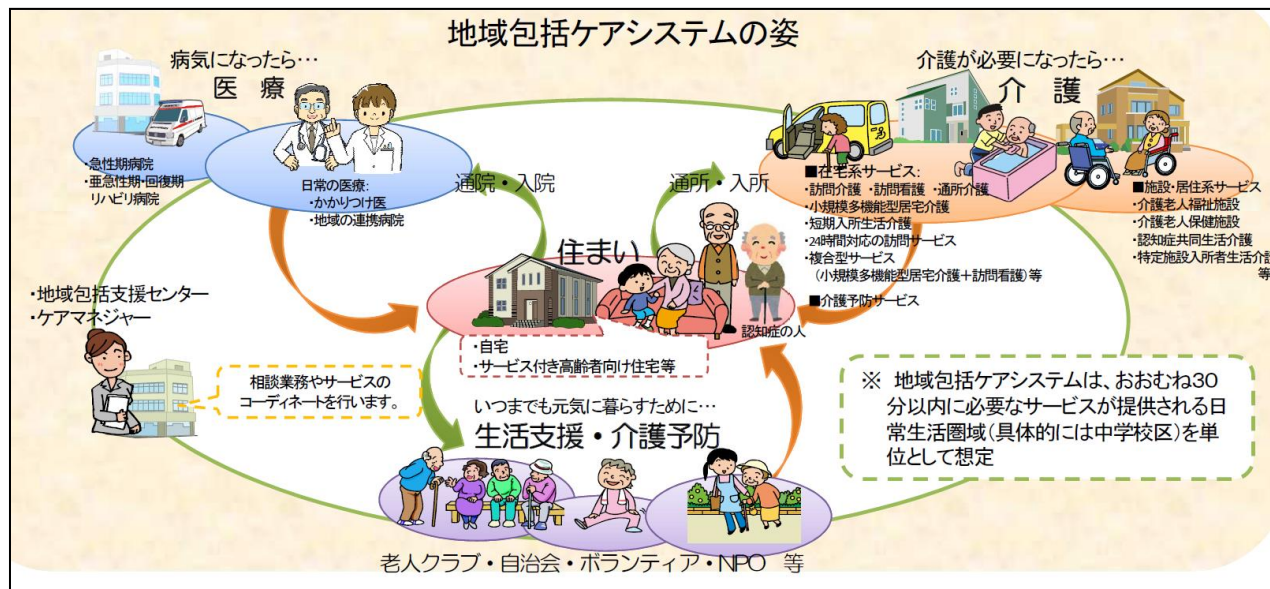 地域包括ケアシステムの姿
病気になったら…
医 療
・急性期病院
・亜急性期・回復期
リハビリ病院
日常の医療:
・かかりつけ医
・地域の連携病院
通院・入院
通所・入所
介護が必要になったら…
介 護
■在宅系サービス:
・訪問介護 ・訪問看護 ・通所介護
・小規模多機能型居宅介護
・短期入所生活介護
・24時間対応の訪問サービス
・複合型サービス
(小規模多機能型居宅介護+訪問看護)等
■介護予防サービス
■施設・居住系サービス
・介護老人福祉施設
・介護老人保健施設
・認知症共同生活介護
・特定施設入所者生活介護
等
住まい
認知症の人
・自宅
・サービス付き高齢者向け住宅等
・地域包括支援センター
・ケアマネジャー
相談業務やサービスの
コーディネートを行います。
いつまでも元気に暮らすために…
生活支援・介護予防
老人クラブ・自治会・ボランティア・NPO 等
※ 地域包括ケアシステムは、おおむね30
分以内に必要なサービスが提供される日
常生活圏域(具体的には中学校区)を単
位として想定